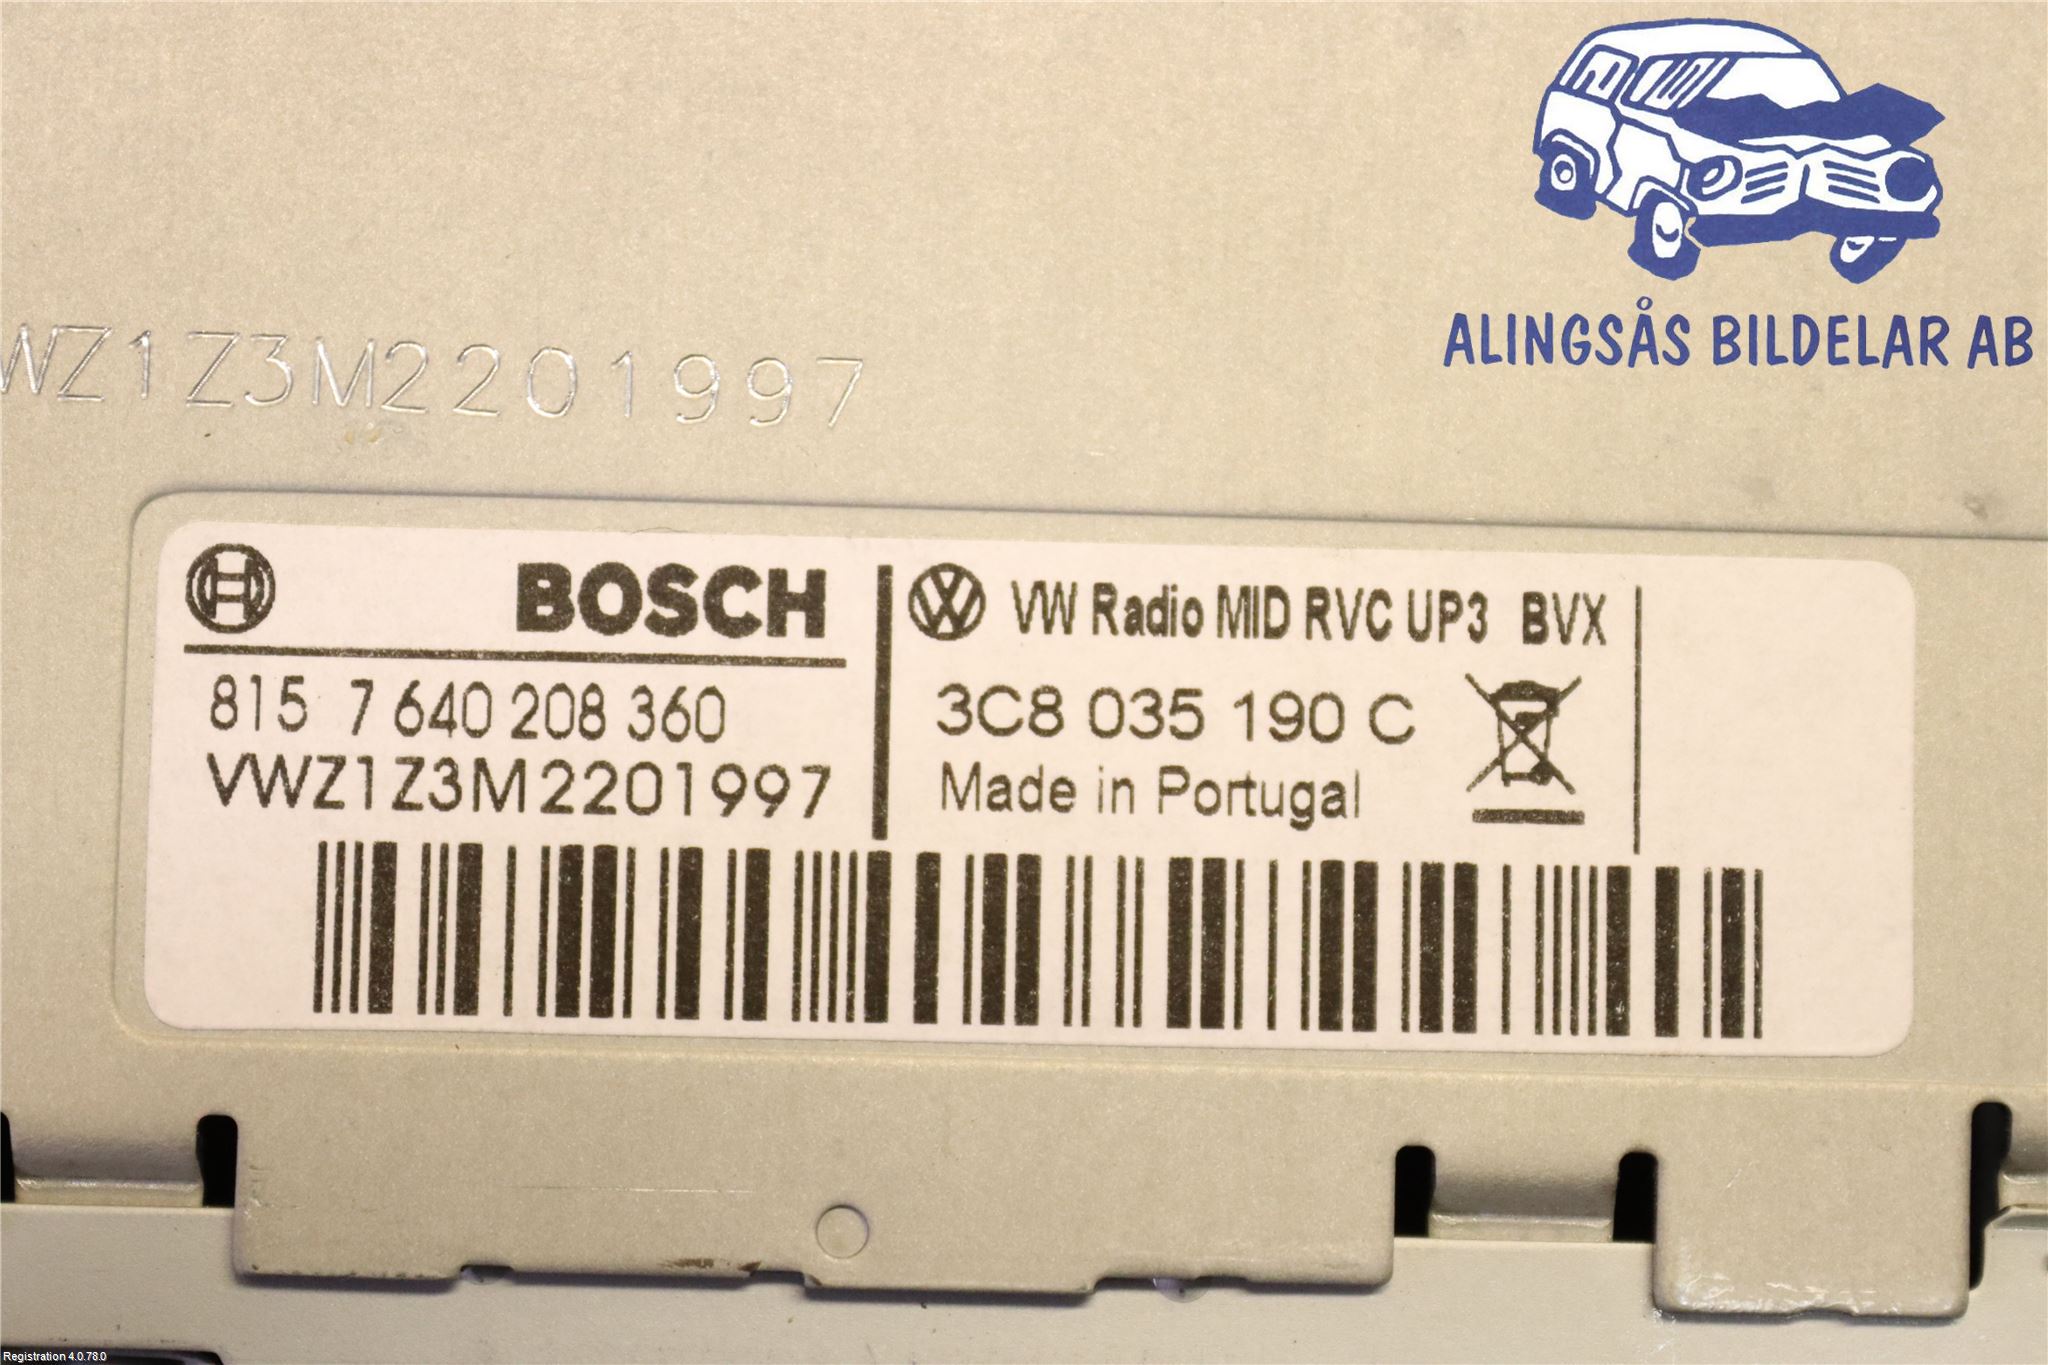 ALINGSÅS BILDELAR AB
WZ1Z3M2201997
BOSCH
VW Radio MID RVC UP3 BVX
815 7 640 208 360
3C8 035 190 C
VWZ1Z3M2201997
Made in Portugal
Registration 4.0.78.0